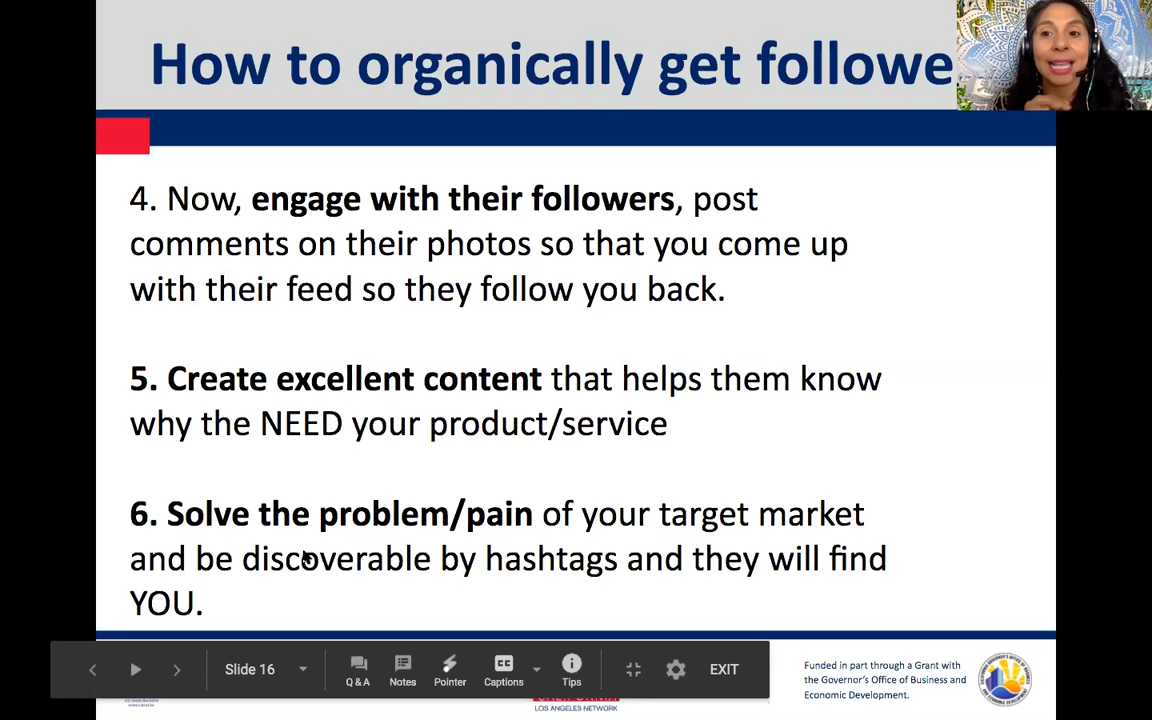 How to organically get followe
4. Now, engage with their followers, post
comments on their photos so that you come up
with their feed so they follow you back.
5. Create excellent content that helps them know
why the NEED your product/service
6. Solve the problem/pain of your target market
and be discoverable by hashtags and they will find
YOU.
Slide 16
Q & A
Notes
Pointer
CC
Captions
Tips
EXIT
LOS ANGELES NETWORK
Funded in part through a Grant with
the Governor's Office of Business and
Economic Development.